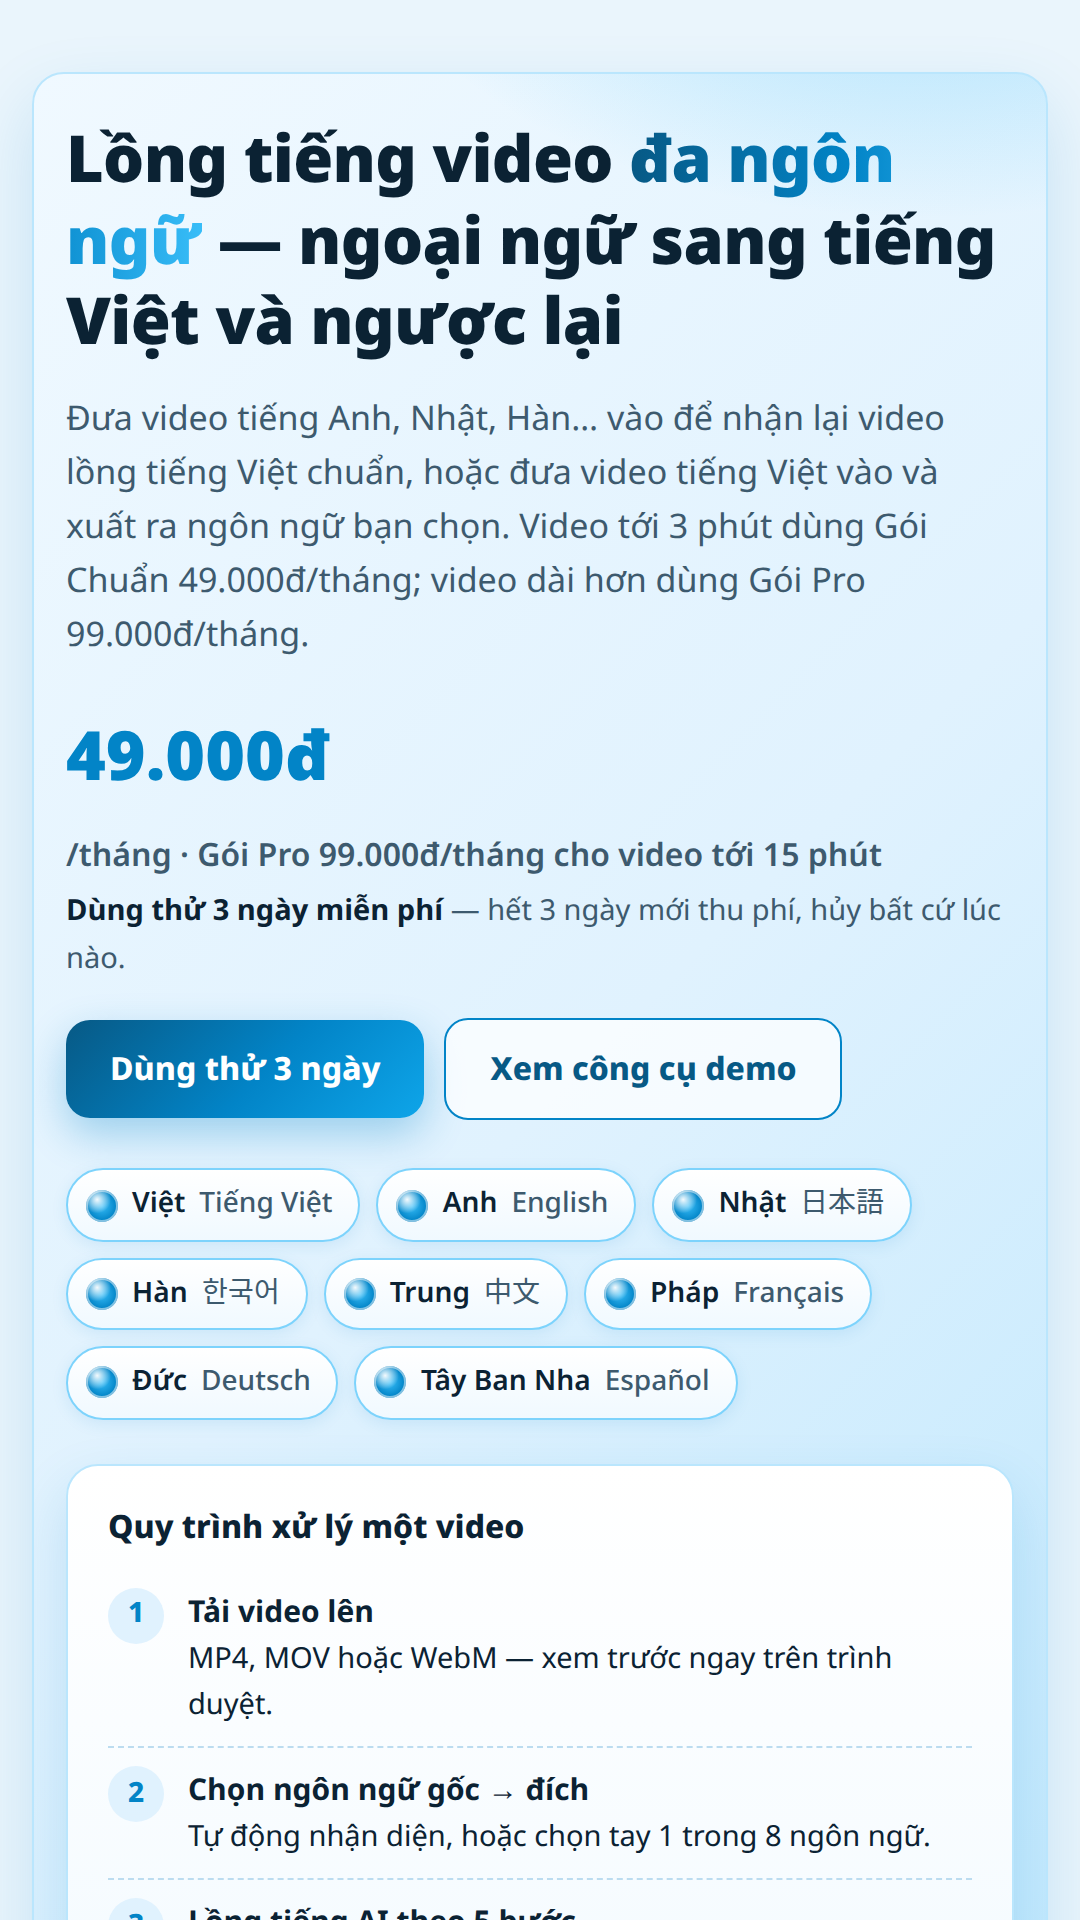 Lồng tiếng video đa ngôn
ngữ — ngoại ngữ sang tiếng
Việt và ngược lại
Đưa video tiếng Anh, Nhật, Hàn... vào để nhận lại video
lồng tiếng Việt chuẩn, hoặc đưa video tiếng Việt vào và
xuất ra ngôn ngữ bạn chọn. Video tới 3 phút dùng Gói
Chuẩn 49.000đ/tháng; video dài hơn dùng Gói Pro
99.000đ/tháng.
49.000đ
/tháng · Gói Pro 99.000đ/tháng cho video tới 15 phút
Dùng thử 3 ngày miễn phí — hết 3 ngày mới thu phí, hủy bất cứ lúc
nào.
Dùng thử 3 ngày Xem công cụ demo
Việt Tiếng Việt Anh English Nhật 日本語
Hàn 한국어 Trung 中文 Pháp Français
Đức Deutsch Tây Ban Nha Español
Quy trình xử lý một video
1 Tải video lên
MP4, MOV hoặc WebM — xem trước ngay trên trình
duyệt.
2 Chọn ngôn ngữ gốc → đích
Tự động nhận diện, hoặc chọn tay 1 trong 8 ngôn ngữ.
3 Lồng tiếng AI theo 5 bước